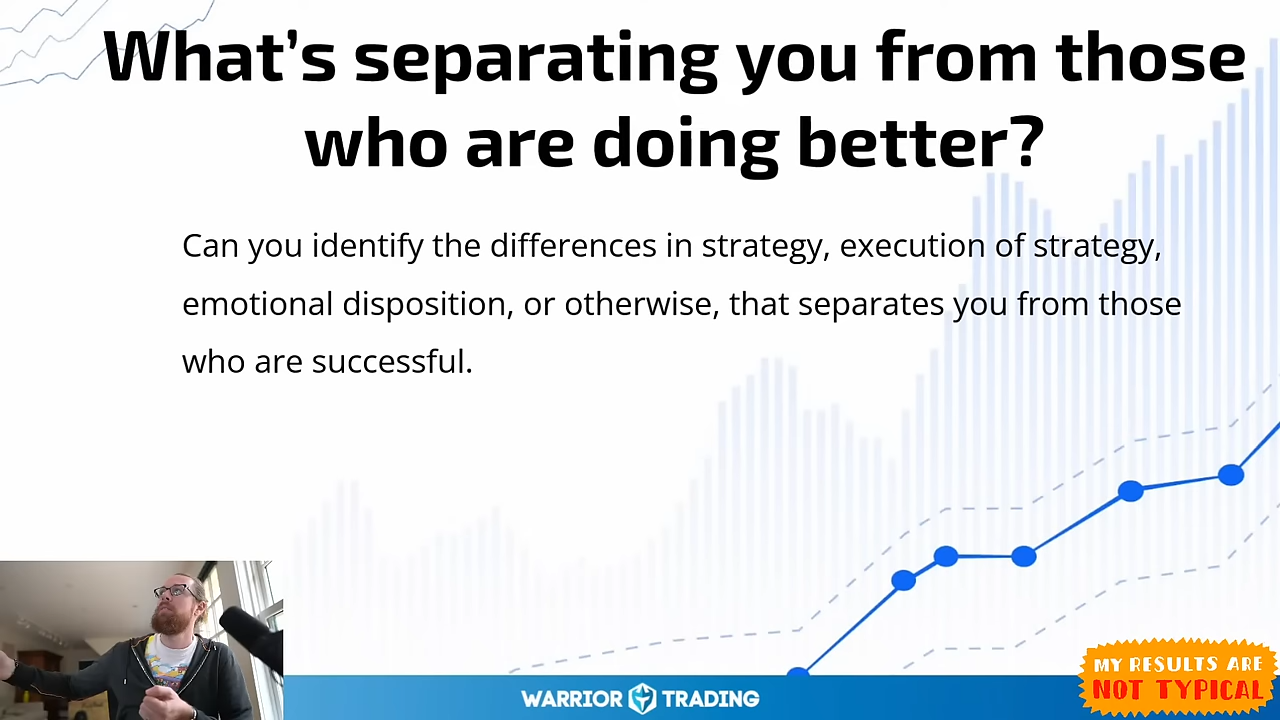 What’s separating you from those
who are doing better?
Can you identify the differences in strategy, execution of strategy,
emotional disposition, or otherwise, that separates you from those
who are successful.
WARRIOR TRADING
MY RESULTS ARE
NOT TYPICAL